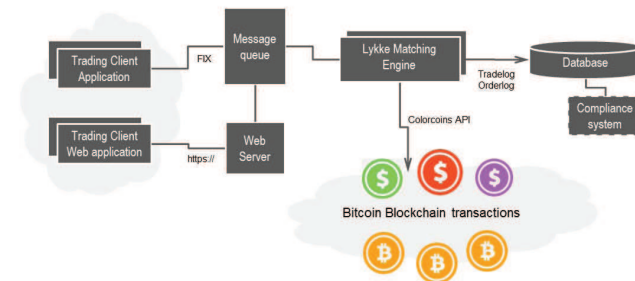 Trading Client
Application
FIX
Message
queue
Lykke Matching
Engine
Tradelog
Orderlog
Database
Compliance
system
Trading Client
Web application
https://
Web
Server
Colorcoins API
$
$
$
Bitcoin Blockchain transactions
₿
₿
₿